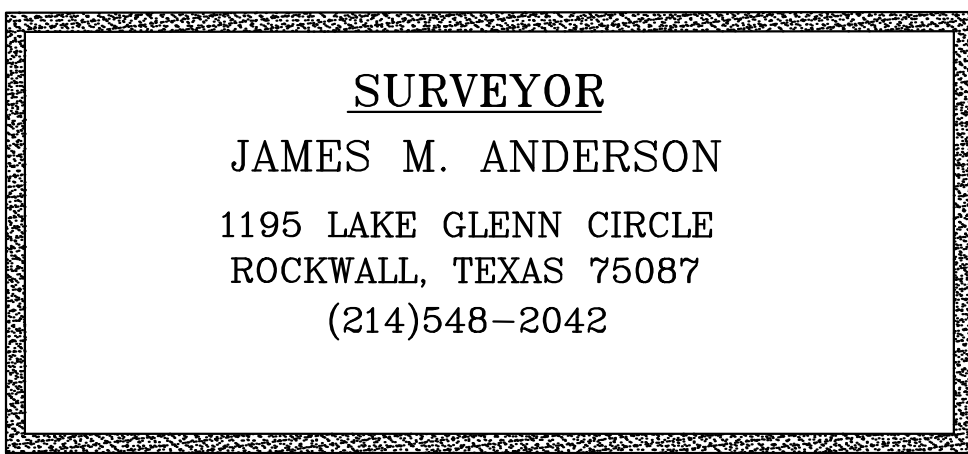 SURVEYOR
JAMES M. ANDERSON
1195 LAKE GLENN CIRCLE
ROCKWALL, TEXAS 75087
(214)548-2042